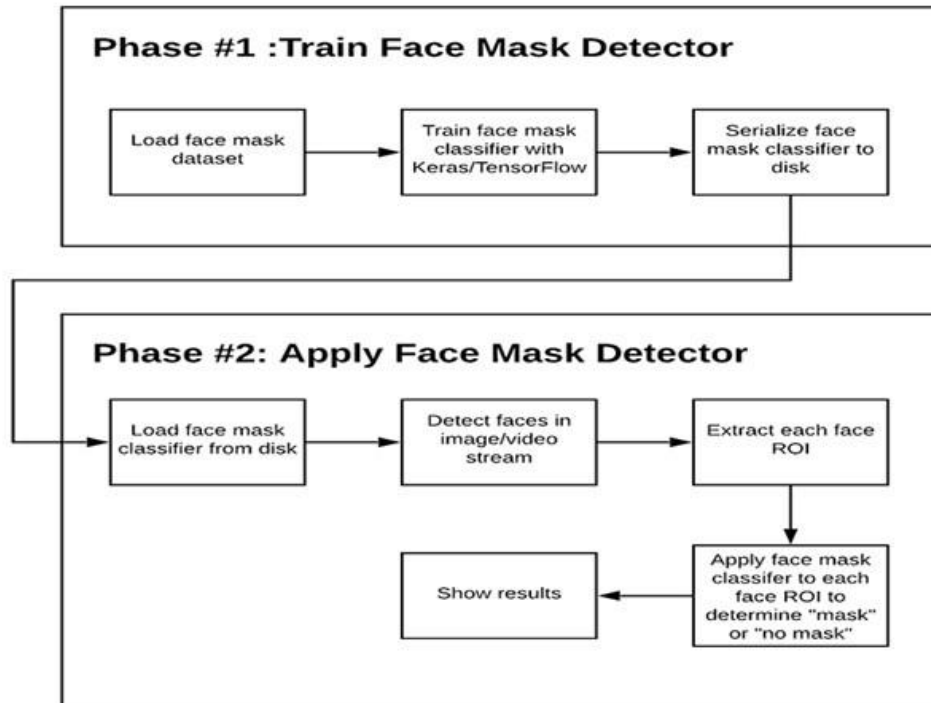 Phase #1 :Train Face Mask Detector
Load face mask
dataset
Train face mask
classifier with
Keras/TensorFlow
Serialize face
mask classifier to
disk
Phase #2: Apply Face Mask Detector
Load face mask
classifier from disk
Detect faces in
image/video
stream
Extract each face
ROI
Apply face mask
classifer to each
face ROI to
determine "mask"
or "no mask"
Show results